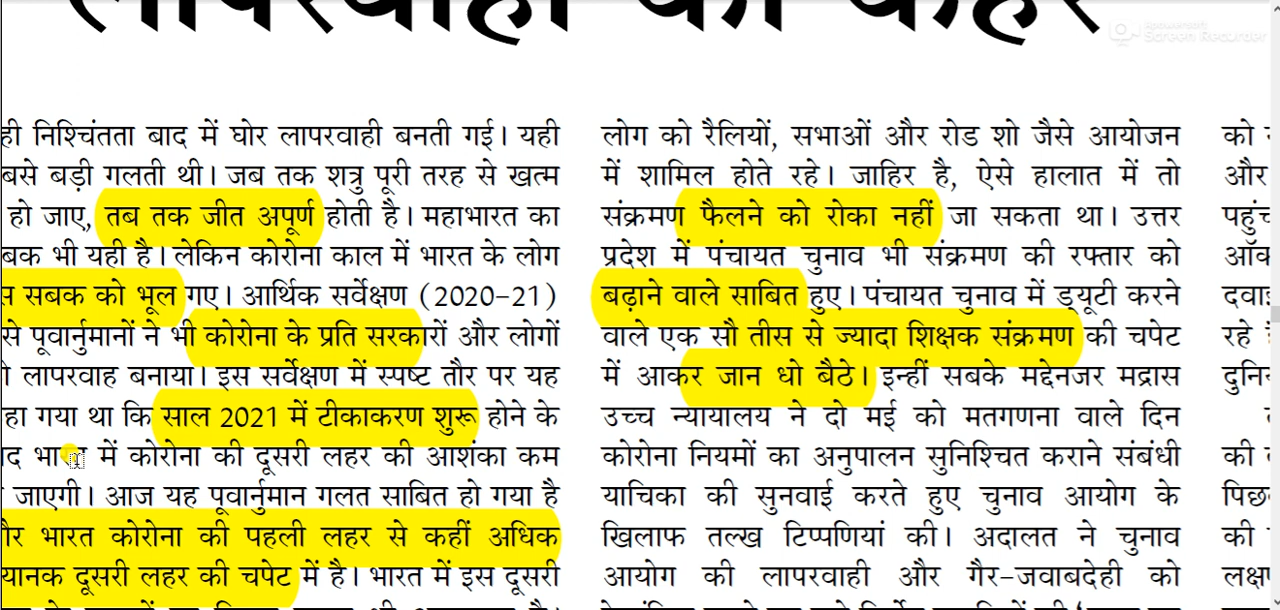 लापरवाही का कहर
Apowersoft
Screen Recorder
ही निश्चिंतता बाद में घोर लापरवाही बनती गई। यही
बसे बड़ी गलती थी। जब तक शत्रु पूरी तरह से खत्म
हो जाए, तब तक जीत अपूर्ण होती है। महाभारत का
बक भी यही है। लेकिन कोरोना काल में भारत के लोग
स सबक को भूल गए। आर्थिक सर्वेक्षण (2020-21)
से पूवार्नुमानों ने भी कोरोना के प्रति सरकारों और लोगों
लापरवाह बनाया। इस सर्वेक्षण में स्पष्ट तौर पर यह
हा गया था कि साल 2021 में टीकाकरण शुरू होने के
द भारत में कोरोना की दूसरी लहर की आशंका कम
जाएगी। आज यह पूवार्नुमान गलत साबित हो गया है
ौर भारत कोरोना की पहली लहर से कहीं अधिक
यानक दूसरी लहर की चपेट में है। भारत में इस दूसरी
लोग को रैलियों, सभाओं और रोड शो जैसे आयोजन
में शामिल होते रहे। जाहिर है, ऐसे हालात में तो
संक्रमण फैलने को रोका नहीं जा सकता था। उत्तर
प्रदेश में पंचायत चुनाव भी संक्रमण की रफ्तार को
बढ़ाने वाले साबित हुए। पंचायत चुनाव में ड्यूटी करने
वाले एक सौ तीस से ज्यादा शिक्षक संक्रमण की चपेट
में आकर जान धो बैठे। इन्हीं सबके मद्देनजर मद्रास
उच्च न्यायालय ने दो मई को मतगणना वाले दिन
कोरोना नियमों का अनुपालन सुनिश्चित कराने संबंधी
याचिका की सुनवाई करते हुए चुनाव आयोग के
खिलाफ तल्ख टिप्पणियां कीं। अदालत ने चुनाव
आयोग की लापरवाही और गैर-जवाबदेही को
को
और
पहुंच
दवाइ
रहे
दुनि
की
पिछ
की
लक्ष